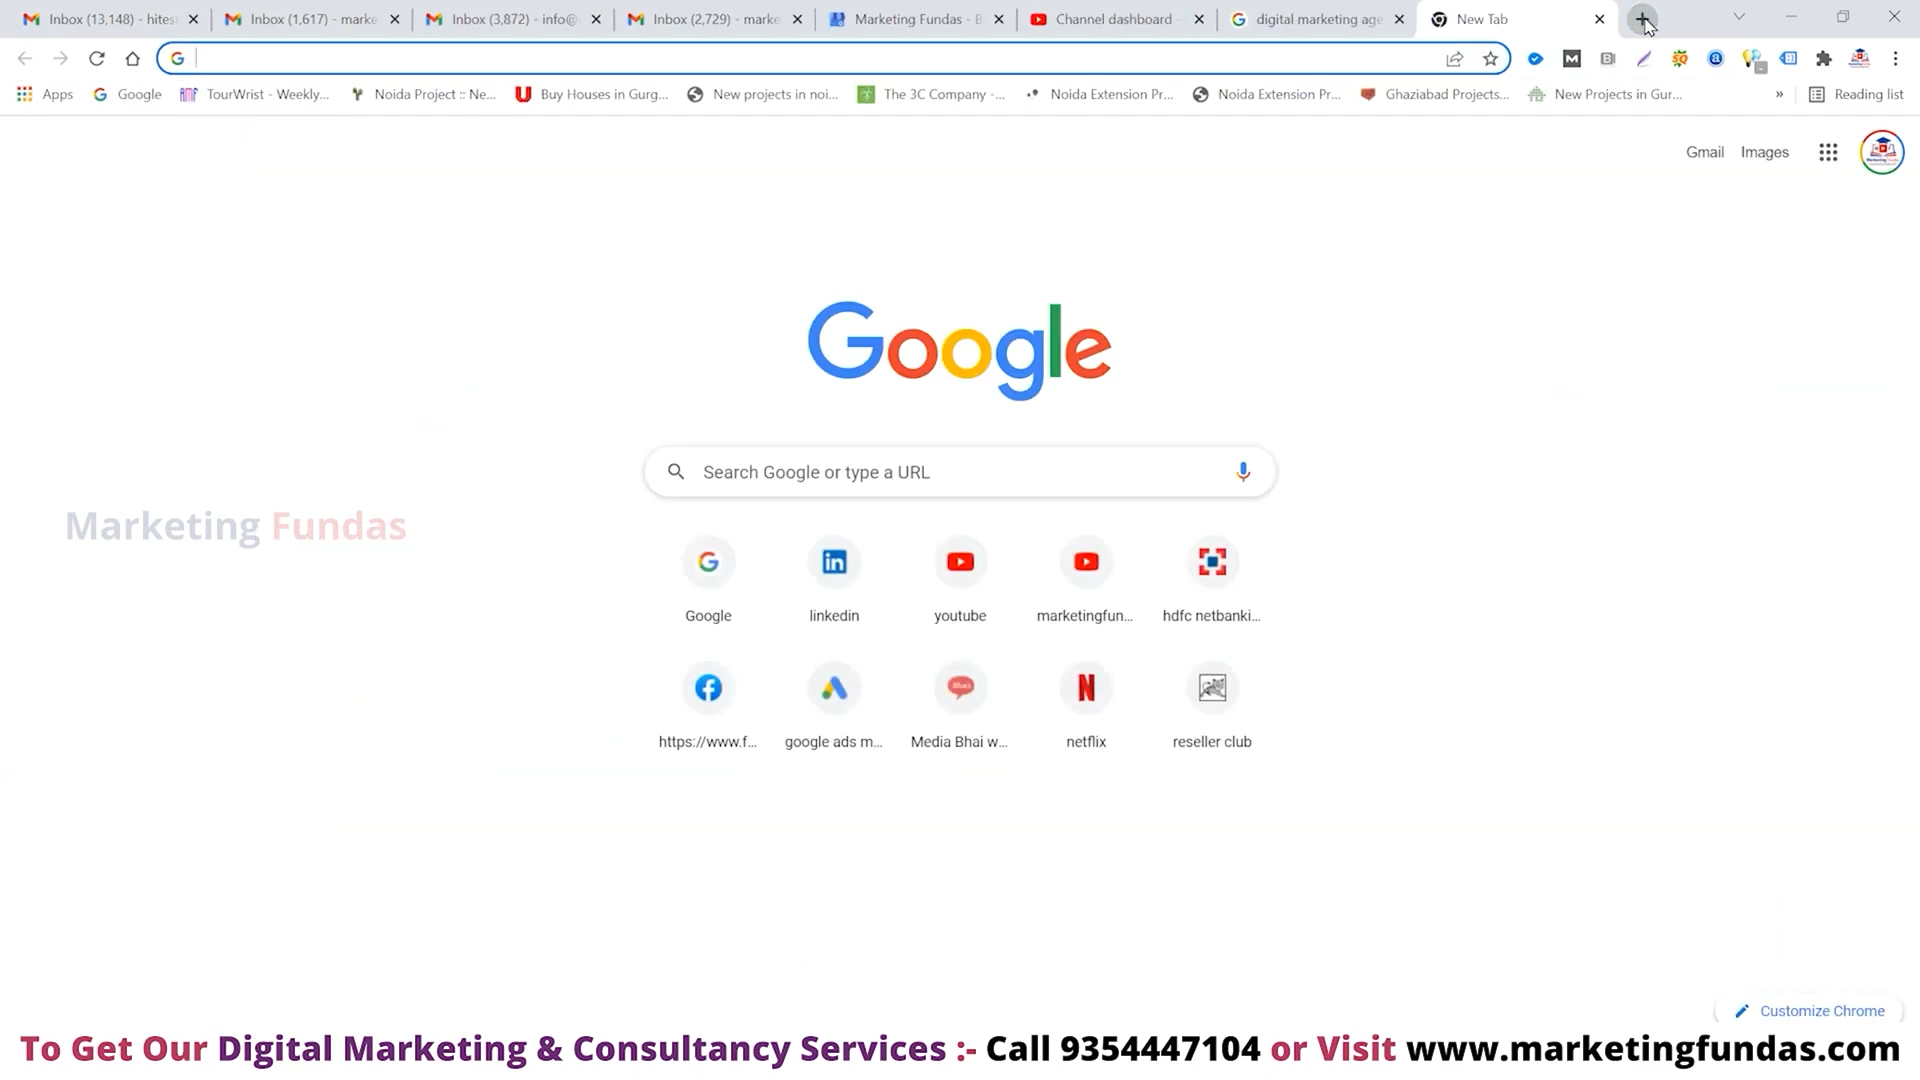 Inbox (13,148) - hites
Inbox (1,617) - marke
Inbox (3,872) - info@
Inbox (2,729) - marke
Marketing Fundas - B
Channel dashboard -
digital marketing age
New Tab
Apps
Google
TourWrist - Weekly...
Noida Project :: Ne...
Buy Houses in Gurg...
New projects in noi...
The 3C Company -...
Noida Extension Pr...
Noida Extension Pr...
Ghaziabad Projects...
New Projects in Gur...
»
Reading list
Gmail
Images
Google
Search Google or type a URL
Marketing Fundas
Google
linkedin
youtube
marketingfun...
hdfc netbanki...
https://www.f...
google ads m...
Media Bhai w...
netflix
reseller club
Customize Chrome
To Get Our Digital Marketing & Consultancy Services :- Call 9354447104 or Visit www.marketingfundas.com